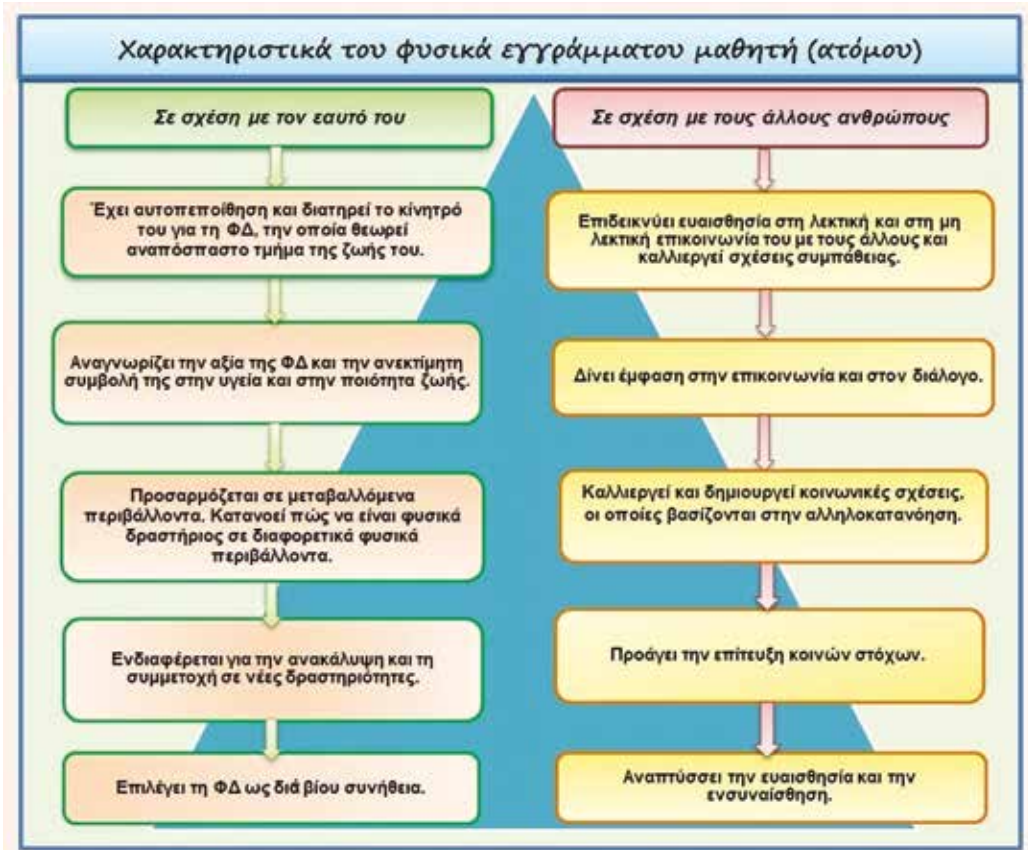 Χαρακτηριστικά του φυσικά εγγράμματου μαθητή (ατόμου)
Σε σχέση με τον εαυτό του
Έχει αυτοπεποίθηση και διατηρεί το κίνητρό
του για τη ΦΔ, την οποία θεωρεί
αναπόσπαστο τμήμα της ζωής του.
Αναγνωρίζει την αξία της ΦΔ και την ανεκτίμητη
συμβολή της στην υγεία και στην ποιότητα ζωής.
Προσαρμόζεται σε μεταβαλλόμενα
περιβάλλοντα. Κατανοεί πώς να είναι φυσικά
δραστήριος σε διαφορετικά φυσικά
περιβάλλοντα.
Ενδιαφέρεται για την ανακάλυψη και τη
συμμετοχή σε νέες δραστηριότητες.
Επιλέγει τη ΦΔ ως διά βίου συνήθεια.
Σε σχέση με τους άλλους ανθρώπους
Επιδεικνύει ευαισθησία στη λεκτική και στη μη
λεκτική επικοινωνία του με τους άλλους και
καλλιεργεί σχέσεις συμπάθειας.
Δίνει έμφαση στην επικοινωνία και στον διάλογο.
Καλλιεργεί και δημιουργεί κοινωνικές σχέσεις,
οι οποίες βασίζονται στην αλληλοκατανόηση.
Προάγει την επίτευξη κοινών στόχων.
Αναπτύσσει την ευαισθησία και την
ενσυναίσθηση.